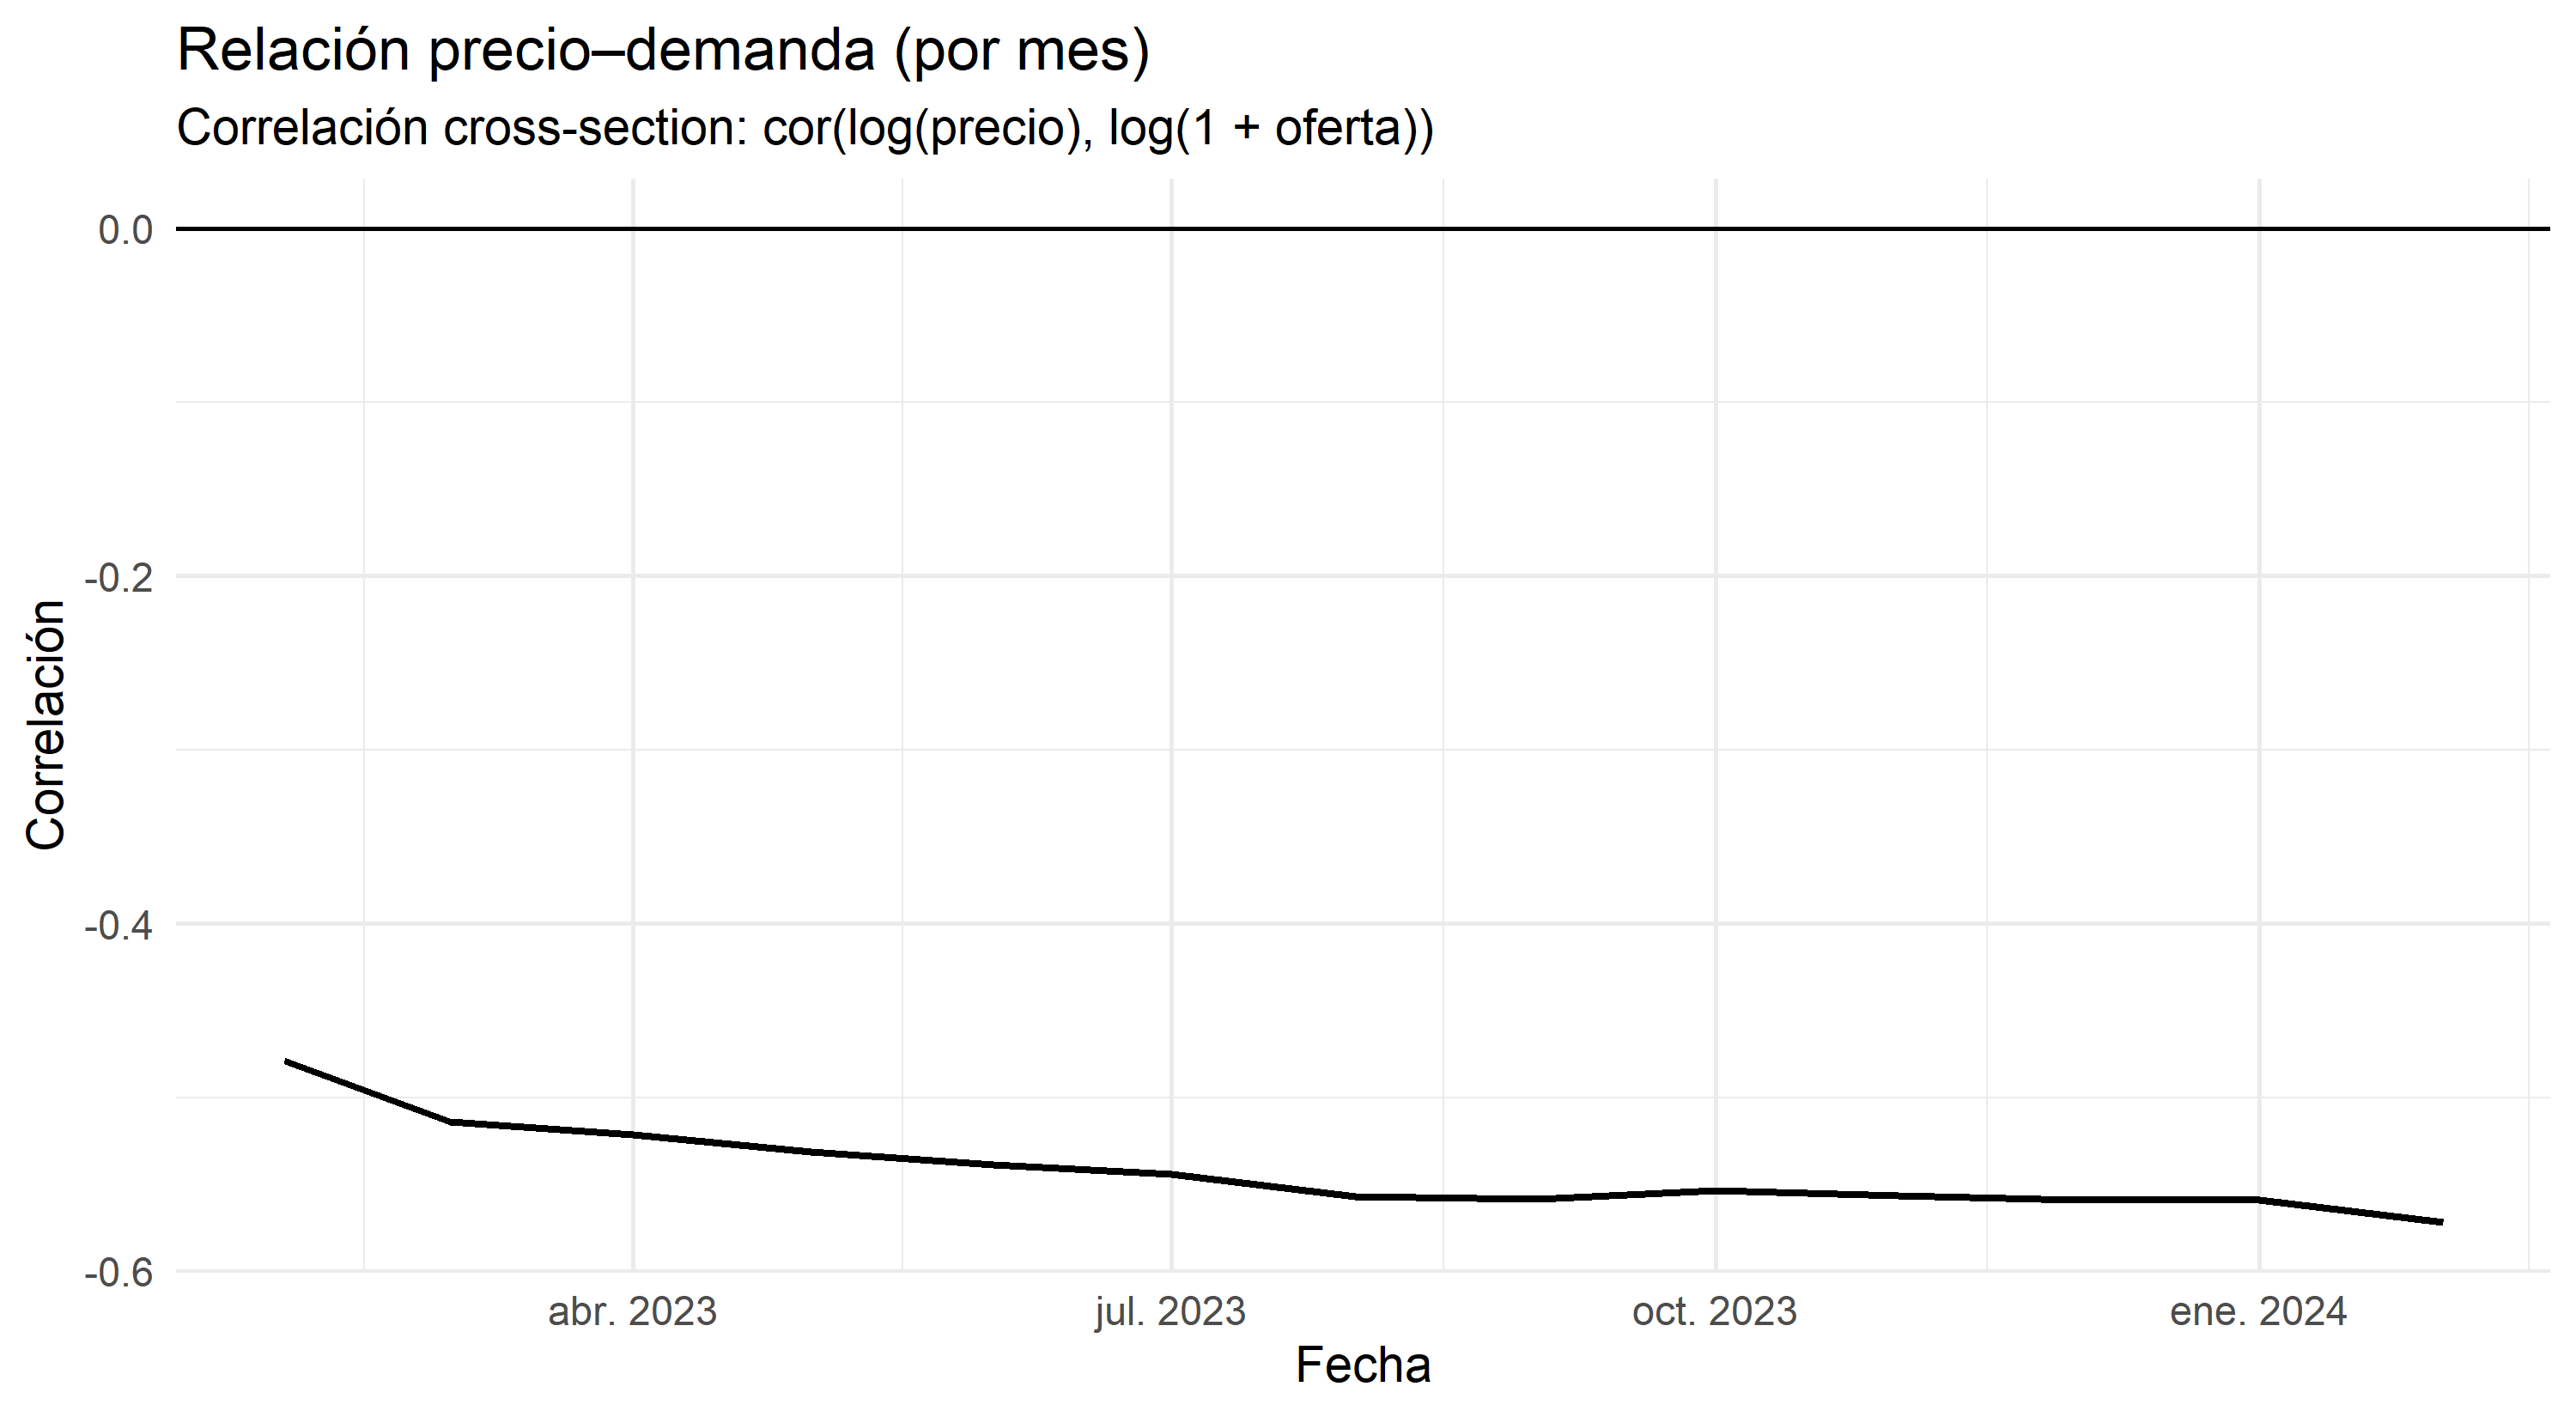 Relación precio–demanda (por mes)
Correlación cross-section: cor(log(precio), log(1 + oferta))
Correlación
0.0
-0.2
-0.4
-0.6
abr. 2023
jul. 2023
oct. 2023
ene. 2024
Fecha